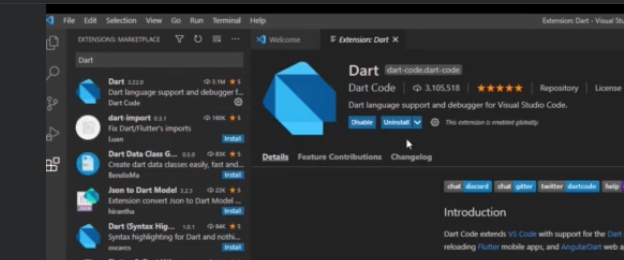 File Edit Selection View Go Run Terminal Help
Extension: Dart - Visual Stu
EXTENSIONS: MARKETPLACE
Dart
Dart 3.22.0 3.1M 5
Dart language support and debugger f...
Dart Code
dart-import 0.3.1 160K 5
Fix Dart/Flutter's imports
Luan Install
Dart Data Class G... 0.5.0 83K 5
Create dart data classes easily, fast and...
BendixMa Install
Json to Dart Model 3.2.3 22K 5
Extension convert Json to Dart Model ...
hirantha Install
Dart (Syntax Hig... 1.0.1 84K 5
Syntax highlighting for Dart and nothi...
oscarcs Install
Welcome
Extension: Dart
Dart dart-code.dart-code
Dart Code 3,105,518 Repository License
Dart language support and debugger for Visual Studio Code.
Disable Uninstall This extension is enabled globally.
Details Feature Contributions Changelog
chat discord chat gitter twitter dartcode help
Introduction
Dart Code extends VS Code with support for the Dart
reloading Flutter mobile apps, and AngularDart web a